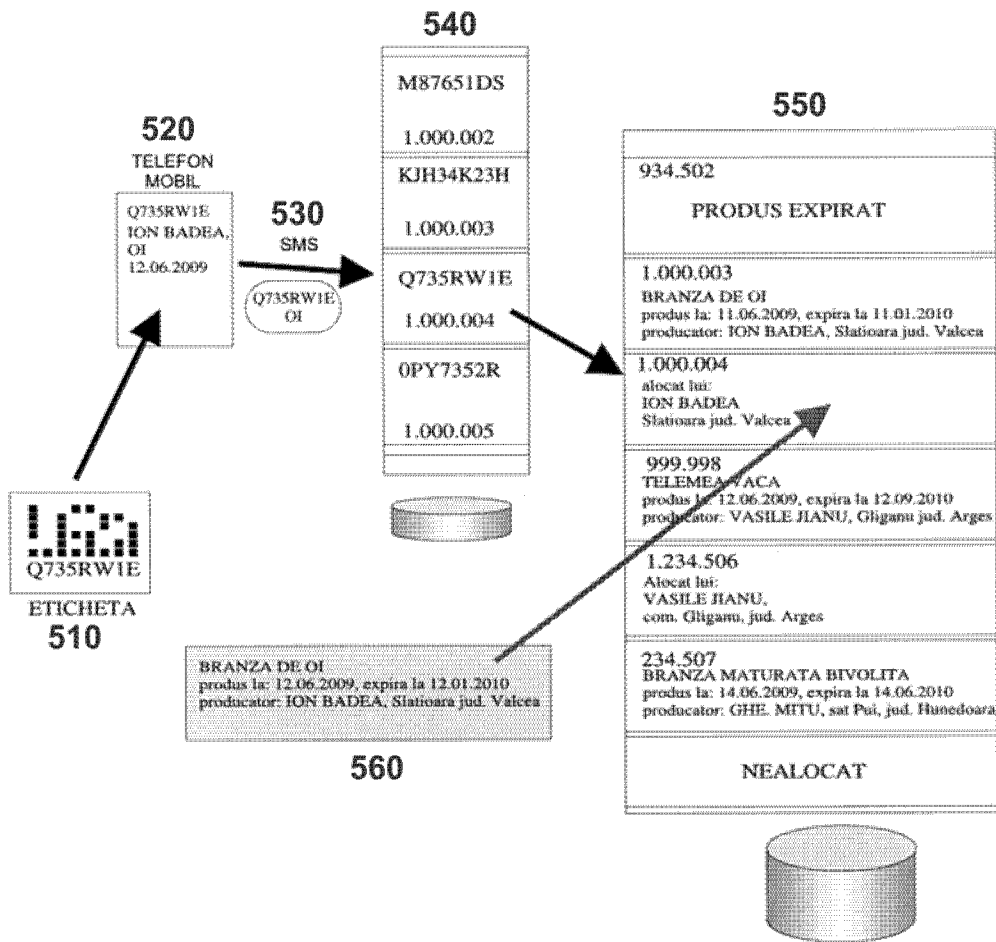 540
M87651DS
1.000.002
KJH34K23H
1.000.003
Q735RW1E
1.000.004
0PY7352R
1.000.005
520
TELEFON
MOBIL
Q735RW1E
ION BADEA,
OI
12.06.2009
530
SMS
Q735RW1E
OI
Q735RW1E
ETICHETA
510
550
934.502
PRODUS EXPIRAT
1.000.003
BRANZA DE OI
produs la: 11.06.2009, expira la 11.01.2010
producator: ION BADEA, Slatioara jud. Valcea
1.000.004
alocat lui:
ION BADEA
Slatioara jud. Valcea
999.998
TELEMEA VACA
produs la: 12.06.2009, expira la 12.09.2010
producator: VASILE JIANU, Gliganu jud. Arges
1.234.506
Alocat lui:
VASILE JIANU,
com. Gliganu, jud. Arges
234.507
BRANZA MATURATA BIVOLITA
produs la: 14.06.2009, expira la 14.06.2010
producator: GHE. MITU, sat Pui, jud. Hunedoara
NEALOCAT
BRANZA DE OI
produs la: 12.06.2009, expira la 12.01.2010
producator: ION BADEA, Slatioara jud. Valcea
560